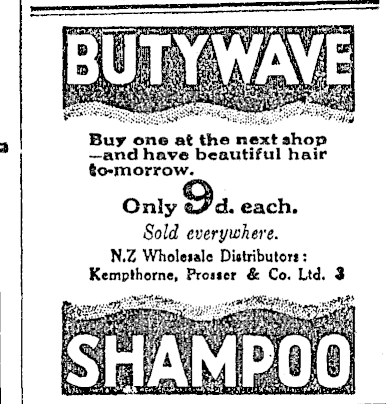 BUTYWAVE
Buy one at the next shop
—and have beautiful hair
to-morrow.
Only 9d. each.
Sold everywhere.
N.Z Wholesale Distributors:
Kempthorne, Prosser & Co. Ltd. 3
SHAMPOO